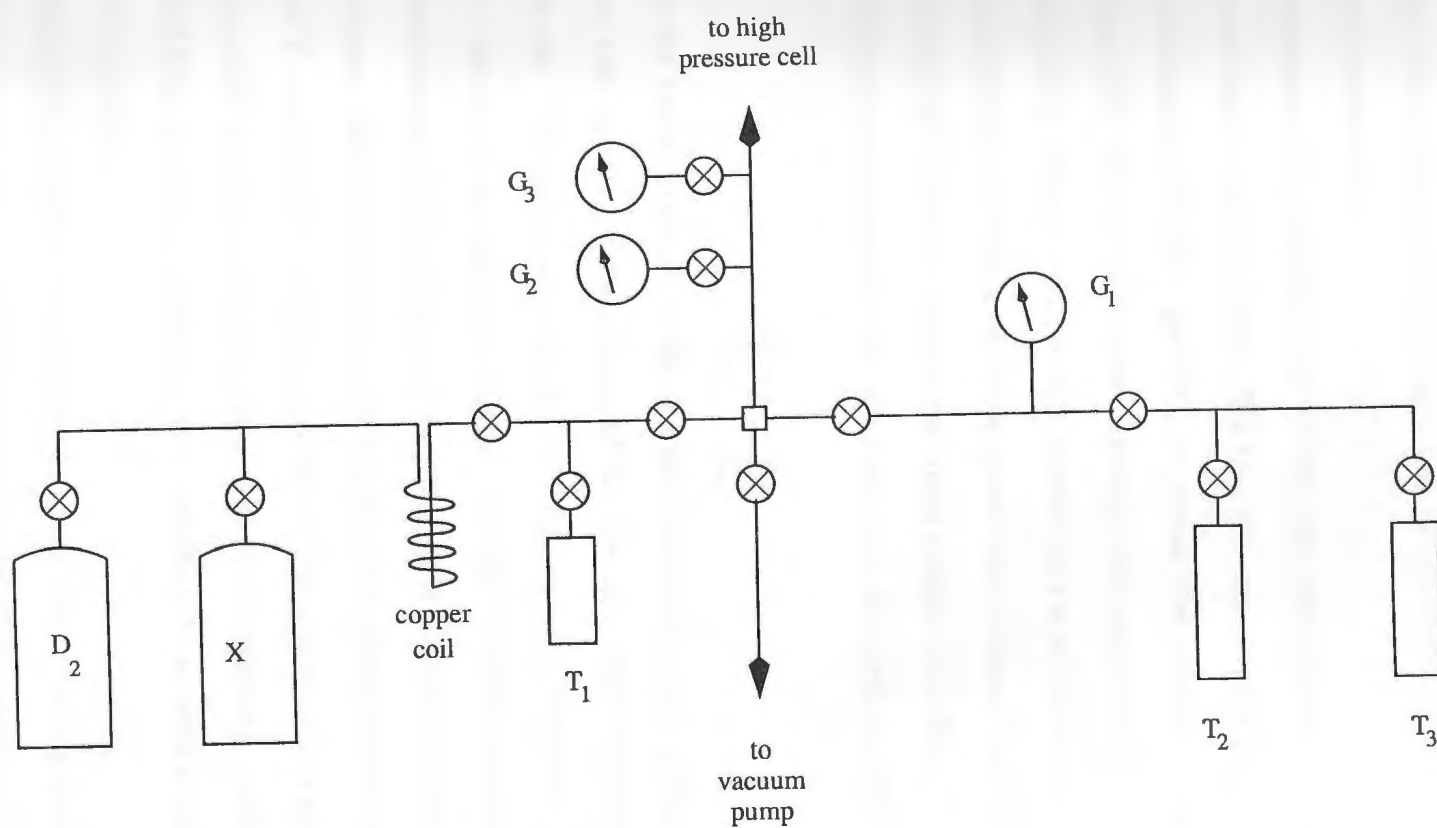 to high
pressure cell
G3
G2
G1
D2
X
copper
coil
T1
T2
T3
to
vacuum
pump